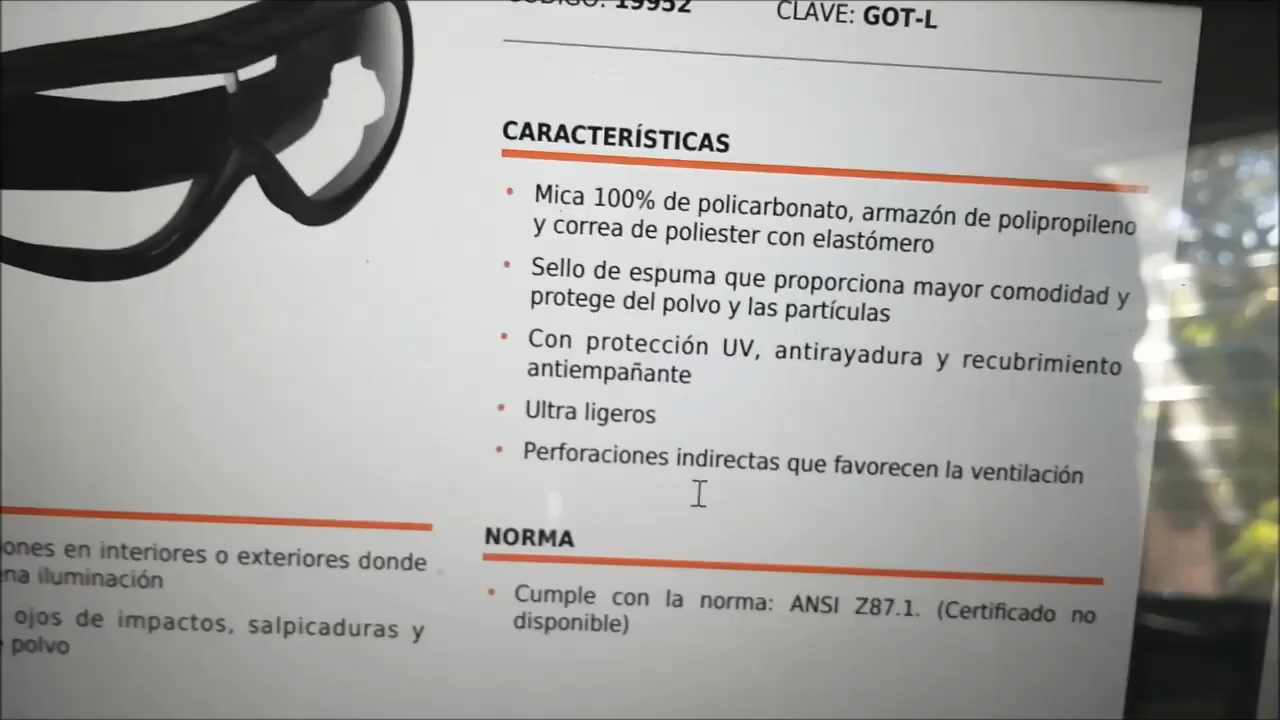 CÓDIGO: 19952
CLAVE: GOT-L
CARACTERÍSTICAS
• Mica 100% de policarbonato, armazón de polipropileno
y correa de poliester con elastómero
• Sello de espuma que proporciona mayor comodidad y
protege del polvo y las partículas
• Con protección UV, antirayadura y recubrimiento
antiempañante
• Ultra ligeros
• Perforaciones indirectas que favorecen la ventilación
ones en interiores o exteriores donde
na iluminación
ojos de impactos, salpicaduras y
polvo
NORMA
• Cumple con la norma: ANSI Z87.1. (Certificado no
disponible)